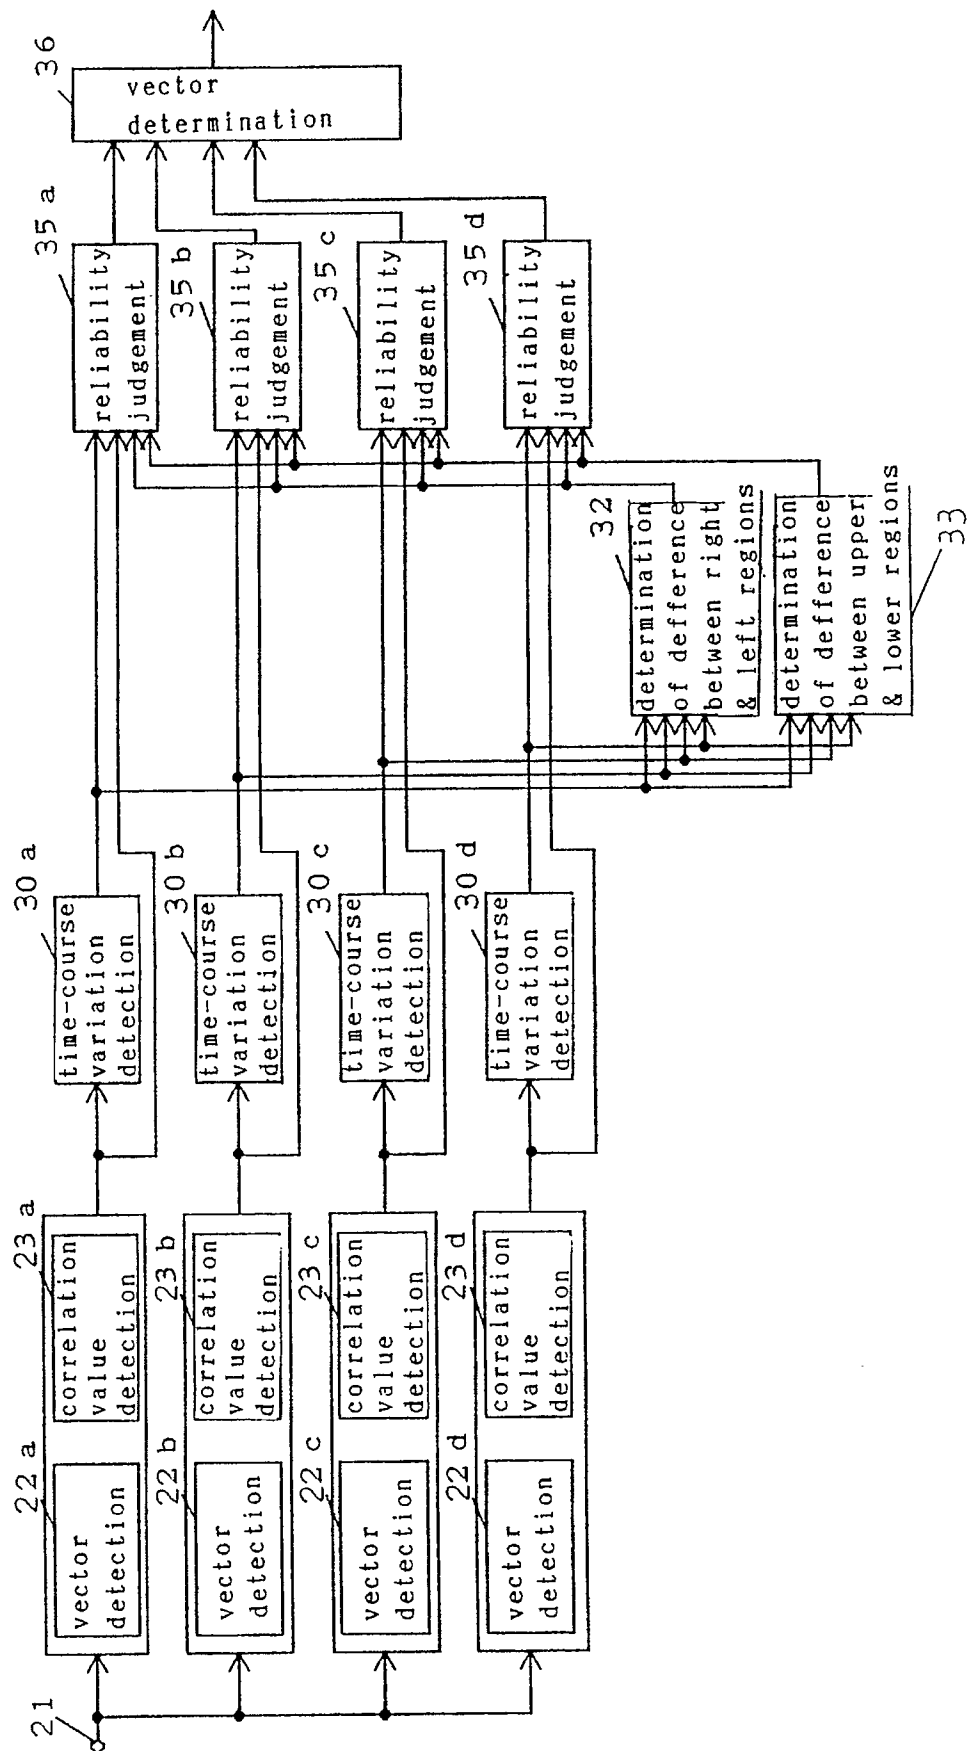 21
22 a
vector
detection
23 a
correlation
value
detection
30 a
time-course
variation
detection
35 a
reliability
judgement
36
vector
determination
22 b
vector
detection
23 b
correlation
value
detection
30 b
time-course
variation
detection
35 b
reliability
judgement
22 c
vector
detection
23 c
correlation
value
detection
30 c
time-course
variation
detection
35 c
reliability
judgement
22 d
vector
detection
23 d
correlation
value
detection
30 d
time-course
variation
detection
35 d
reliability
judgement
32
determination
of defference
between right
& left regions
determination
of defference
between upper
& lower regions
33